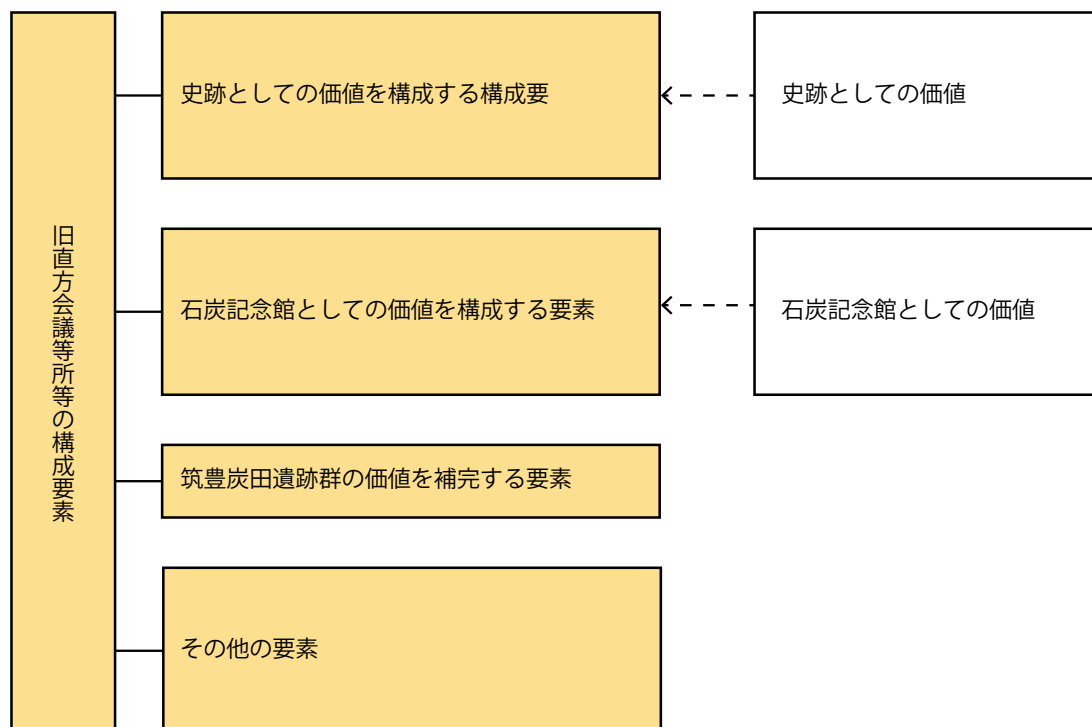 旧直方会議等所等の構成要素
史跡としての価値を構成する構成要
史跡としての価値
石炭記念館としての価値を構成する要素
石炭記念館としての価値
筑豊炭田遺跡群の価値を補完する要素
その他の要素